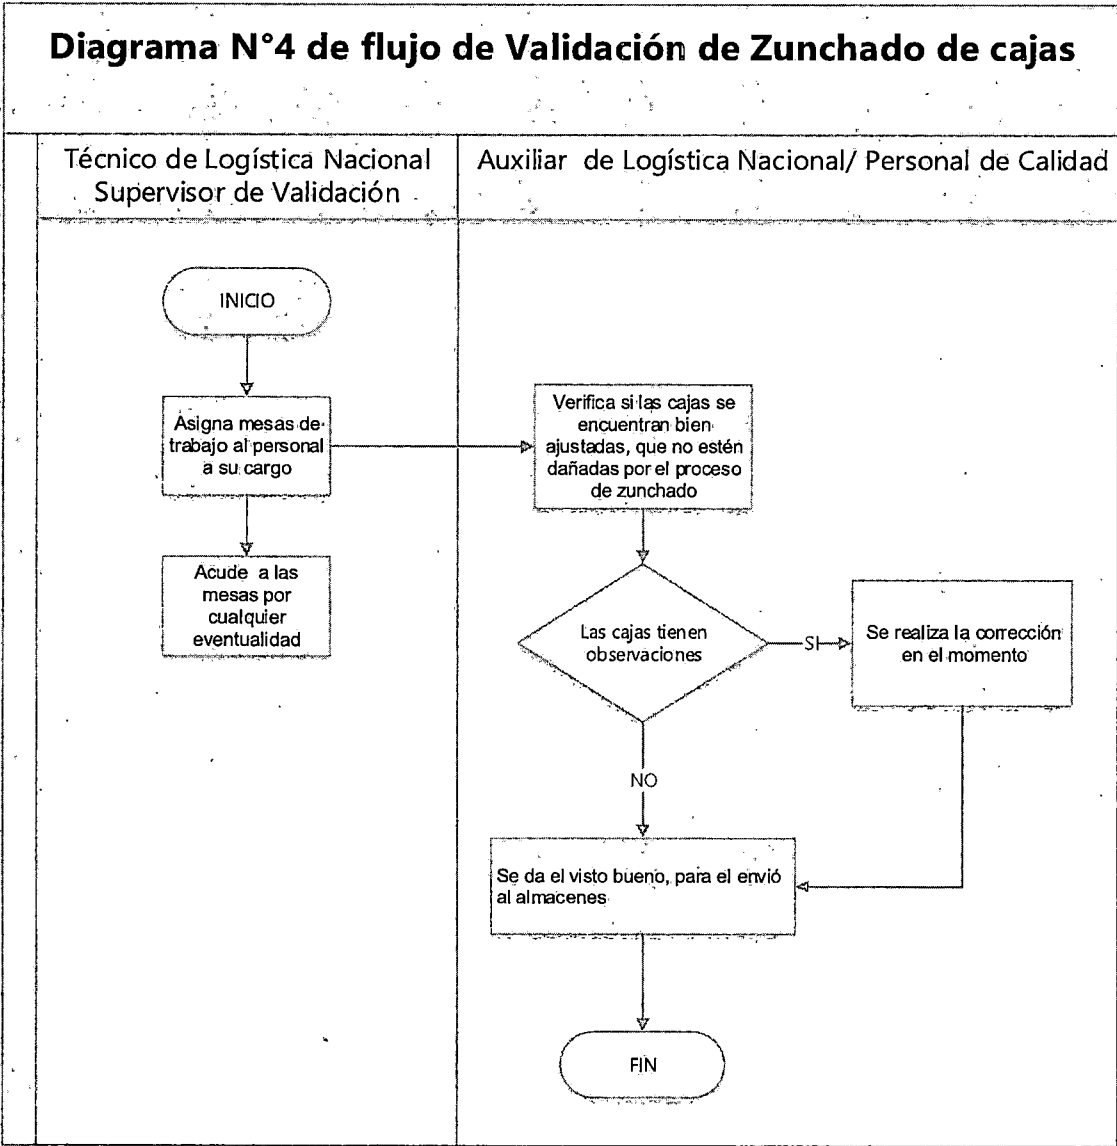 Diagrama N°4 de flujo de Validación de Zunchado de cajas
Técnico de Logística Nacional
Supervisor de Validación
Auxiliar de Logística Nacional/ Personal de Calidad
INICIO
Asigna mesas de
trabajo al personal
a su cargo
Acude a las
mesas por
cualquier
eventualidad
Verifica si las cajas se
encuentran bien
ajustadas, que no estén
dañadas por el proceso
de zunchado
Las cajas tienen
observaciones
SI
Se realiza la corrección
en el momento
NO
Se da el visto bueno, para el envió
al almacenes
FIN